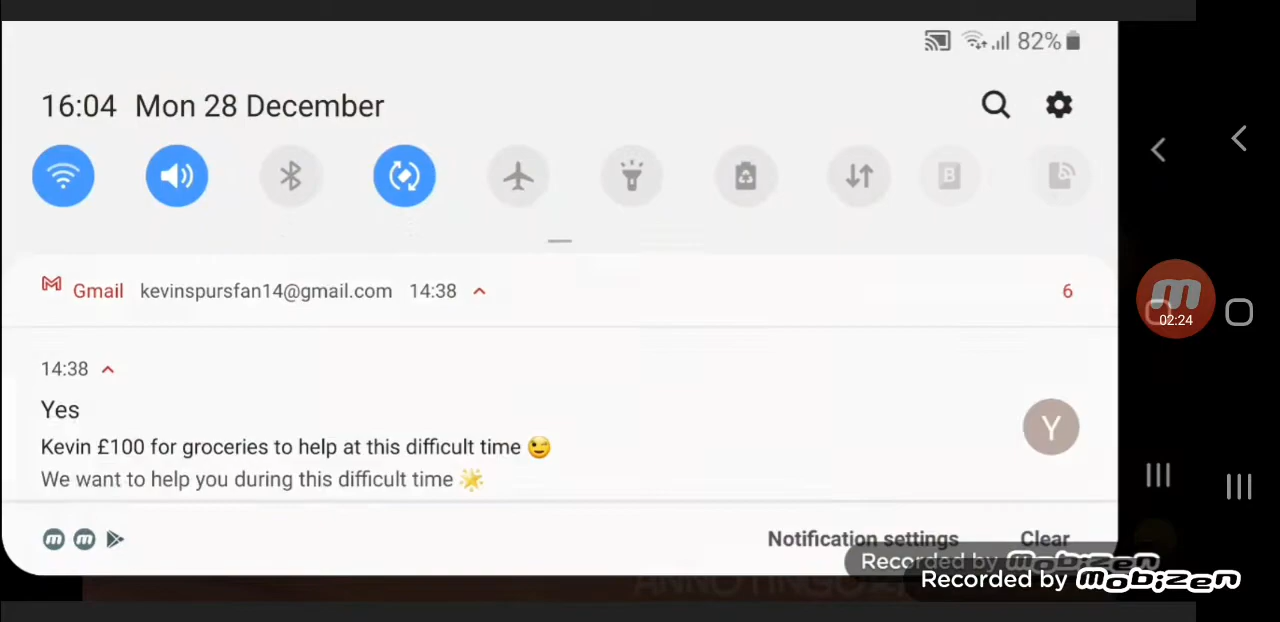 82%
16:04 Mon 28 December
B
Gmail kevinspursfan14@gmail.com 14:38 6
02:24
14:38
Yes
Kevin £100 for groceries to help at this difficult time 😉
Y
We want to help you during this difficult time 🌟
Notification settings Clear
Recorded by mobizen
Recorded by mobizen